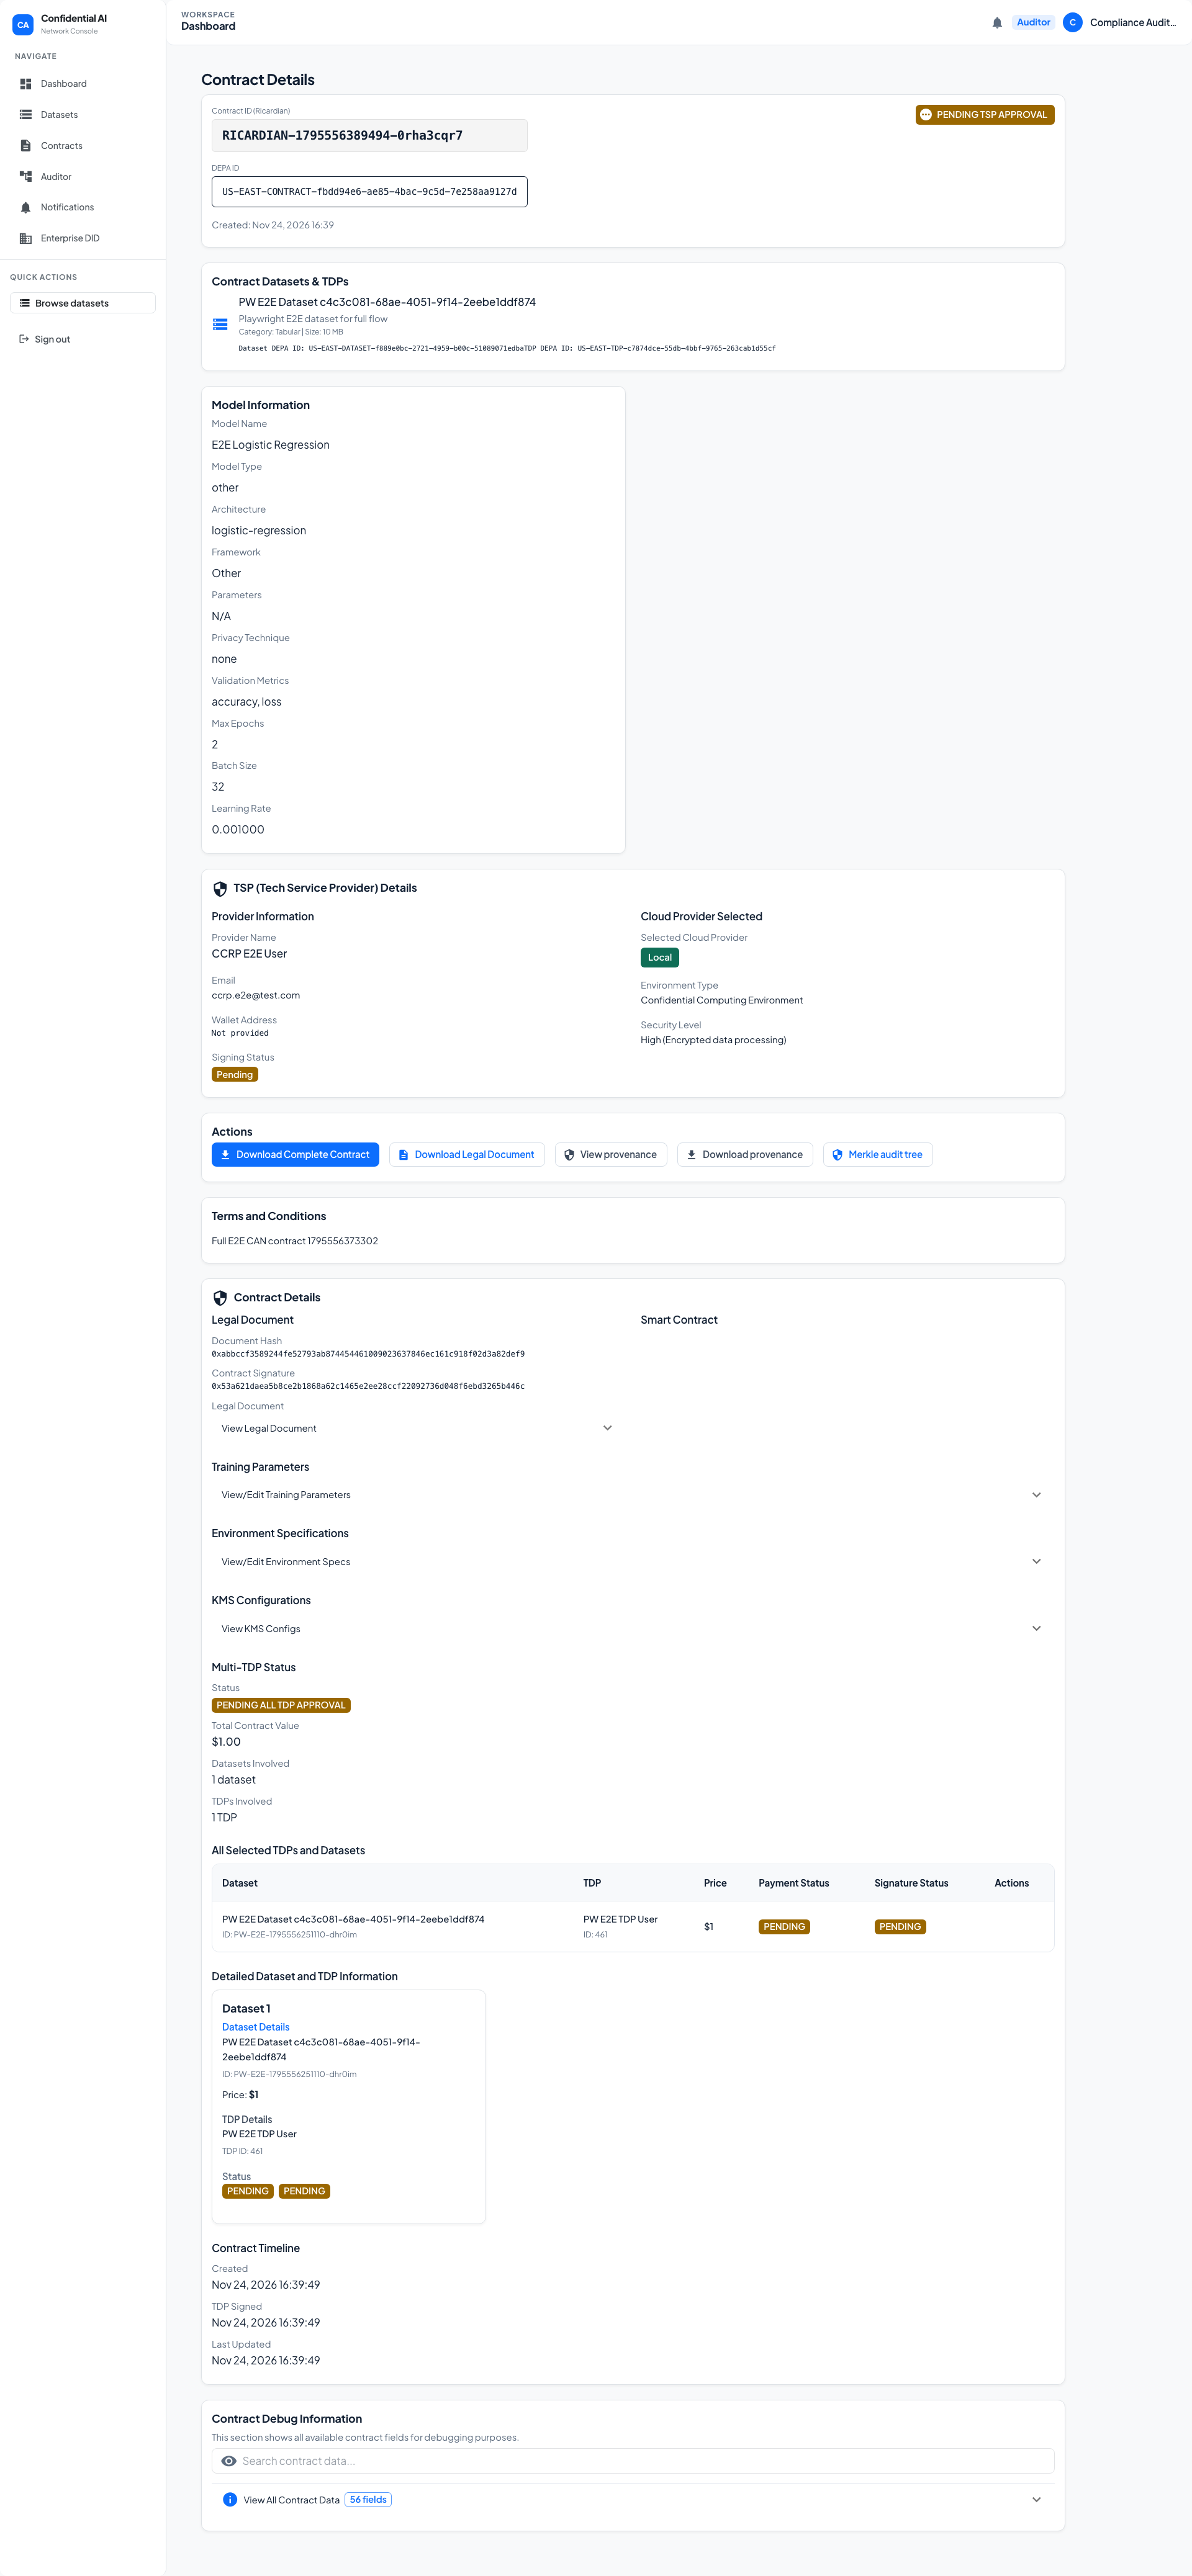 CA
Confidential AI
Network Console
NAVIGATE
Dashboard
Datasets
Contracts
Auditor
Notifications
Enterprise DID
QUICK ACTIONS
Browse datasets
Sign out
WORKSPACE
Dashboard
Auditor
C
Compliance Audit...
Contract Details
Contract ID (Ricardian)
RICARDIAN-1795556389494-0rha3cqr7
PENDING TSP APPROVAL
DEPA ID
US-EAST-CONTRACT-fbdd94e6-ae85-4bac-9c5d-7e258aa9127d
Created: Nov 24, 2026 16:39
Contract Datasets & TDPs
PW E2E Dataset c4c3c081-68ae-4051-9f14-2eebe1ddf874
Playwright E2E dataset for full flow
Category: Tabular | Size: 10 MB
Dataset DEPA ID: US-EAST-DATASET-f889e0bc-2721-4959-b00c-51089071edbaTDP DEPA ID: US-EAST-TDP-c7874dce-55db-4bbf-9765-263cab1d55cf
Model Information
Model Name
E2E Logistic Regression
Model Type
other
Architecture
logistic-regression
Framework
Other
Parameters
N/A
Privacy Technique
none
Validation Metrics
accuracy, loss
Max Epochs
2
Batch Size
32
Learning Rate
0.001000
TSP (Tech Service Provider) Details
Provider Information
Provider Name
CCRP E2E User
Email
ccrp.e2e@test.com
Wallet Address
Not provided
Signing Status
Pending
Cloud Provider Selected
Selected Cloud Provider
Local
Environment Type
Confidential Computing Environment
Security Level
High (Encrypted data processing)
Actions
Download Complete Contract
Download Legal Document
View provenance
Download provenance
Merkle audit tree
Terms and Conditions
Full E2E CAN contract 1795556373302
Contract Details
Legal Document
Smart Contract
Document Hash
0xabbccf3589244fe52793ab874454461009023637846ec161c918f02d3a82def9
Contract Signature
0x53a621daea5b8ce2b1868a62c1465e2ee28ccf22092736d048f6ebd3265b446c
Legal Document
View Legal Document
Training Parameters
View/Edit Training Parameters
Environment Specifications
View/Edit Environment Specs
KMS Configurations
View KMS Configs
Multi-TDP Status
Status
PENDING ALL TDP APPROVAL
Total Contract Value
$1.00
Datasets Involved
1 dataset
TDPs Involved
1 TDP
All Selected TDPs and Datasets
Dataset TDP Price Payment Status Signature Status Actions
PW E2E Dataset c4c3c081-68ae-4051-9f14-2eebe1ddf874 PW E2E TDP User $1 PENDING PENDING
ID: PW-E2E-1795556251110-dhr0im ID: 461
Detailed Dataset and TDP Information
Dataset 1
Dataset Details
PW E2E Dataset c4c3c081-68ae-4051-9f14-
2eebe1ddf874
ID: PW-E2E-1795556251110-dhr0im
Price: $1
TDP Details
PW E2E TDP User
TDP ID: 461
Status
PENDING PENDING
Contract Timeline
Created
Nov 24, 2026 16:39:49
TDP Signed
Nov 24, 2026 16:39:49
Last Updated
Nov 24, 2026 16:39:49
Contract Debug Information
This section shows all available contract fields for debugging purposes.
Search contract data...
View All Contract Data 56 fields